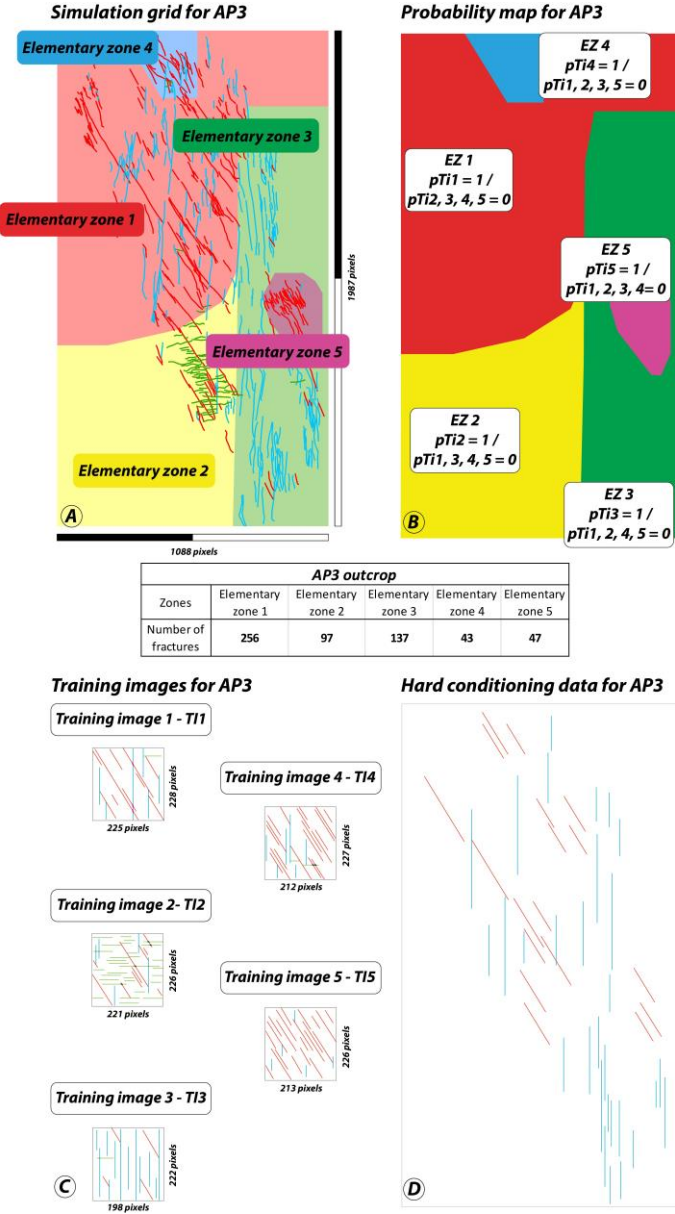 Simulation grid for AP3
Elementary zone 4
Elementary zone 3
Elementary zone 1
Elementary zone 5
Elementary zone 2
A
1987 pixels
1088 pixels
Probability map for AP3
EZ 4
pTi4 = 1 /
pTi1, 2, 3, 5 = 0
EZ 1
pTi1 = 1 /
pTi2, 3, 4, 5 = 0
EZ 5
pTi5 = 1 /
pTi1, 2, 3, 4= 0
EZ 2
pTi2 = 1 /
pTi1, 3, 4, 5 = 0
EZ 3
pTi3 = 1 /
pTi1, 2, 4, 5 = 0
B
AP3 outcrop
Zones Elementary zone 1 Elementary zone 2 Elementary zone 3 Elementary zone 4 Elementary zone 5
Number of fractures 256 97 137 43 47
Training images for AP3
Training image 1 - TI1
228 pixels
225 pixels
Training image 4 - TI4
227 pixels
212 pixels
Training image 2- TI2
226 pixels
221 pixels
Training image 5 - TI5
226 pixels
213 pixels
Training image 3 - TI3
222 pixels
198 pixels
C
Hard conditioning data for AP3
D